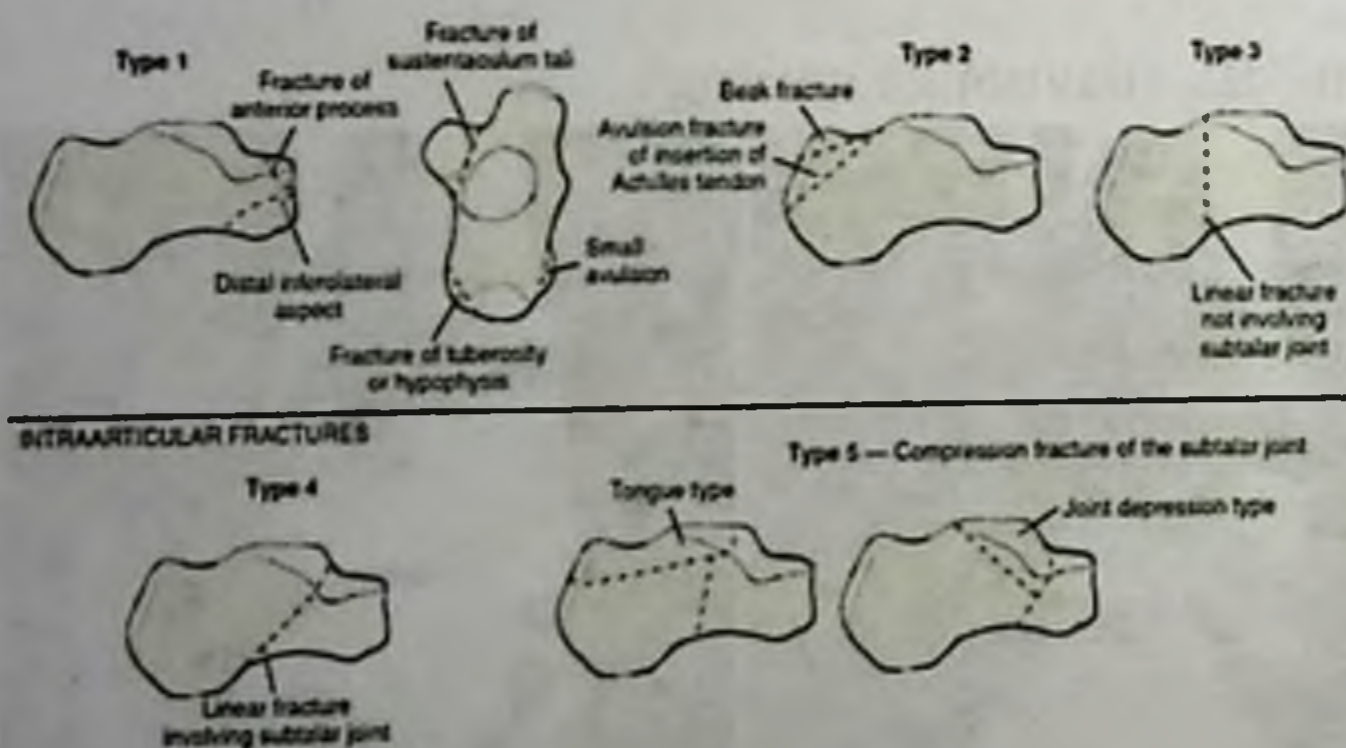 Type 1
Fracture of
anterior process
Fracture of
sustentaculum tali
Distal inferolateral
aspect
Small
avulsion
Fracture of tuberosity
or hypophysis
Type 2
Beak fracture
Avulsion fracture
of insertion of
Achilles tendon
Type 3
Linear fracture
not involving
subtalar joint
INTRAARTICULAR FRACTURES
Type 4
Linear fracture
involving subtalar joint
Type 5 — Compression fracture of the subtalar joint
Tongue type
Joint depression type